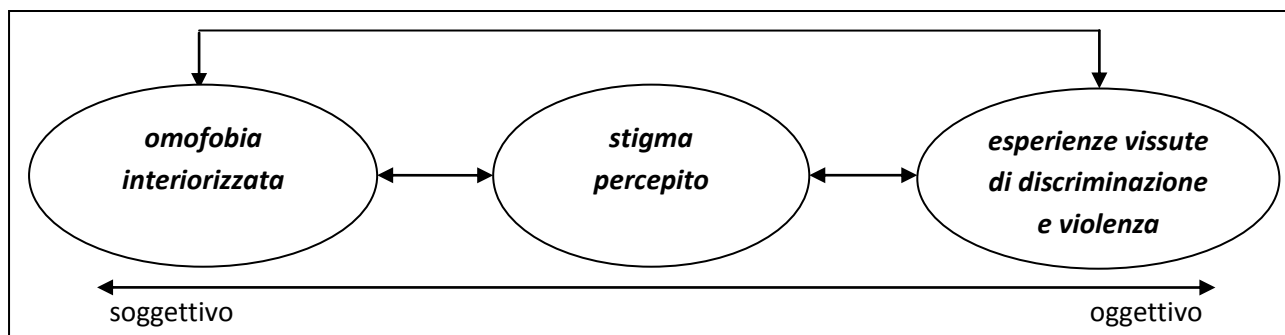 omofobia
interiorizzata
stigma
percepito
esperienze vissute
di discriminazione
e violenza
soggettivo
oggettivo